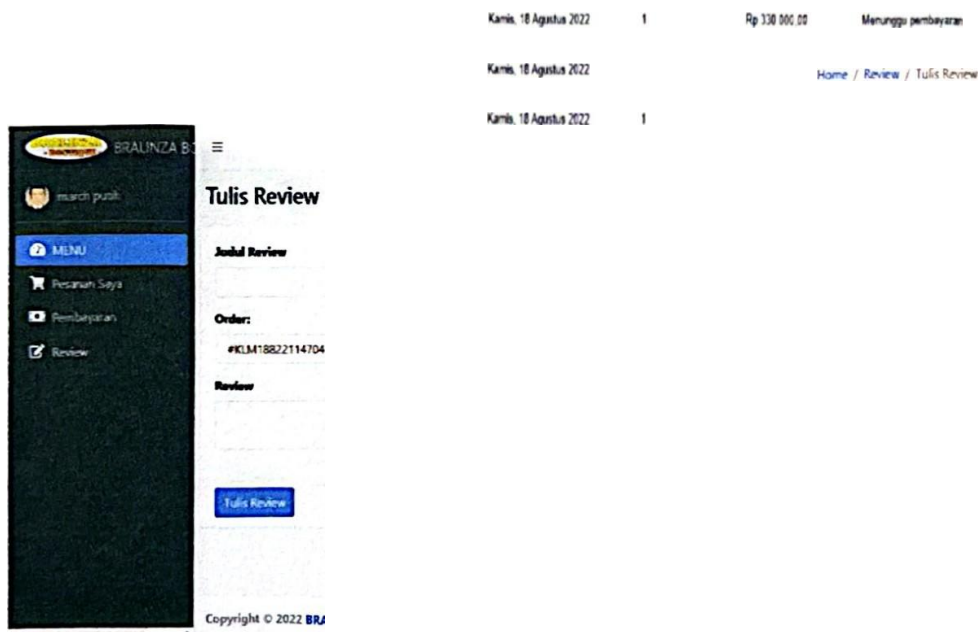 Kamis, 18 Agustus 2022 1 Rp 330.000,00 Menunggu pembayaran
Kamis, 18 Agustus 2022
Home / Review / Tulis Review
Kamis, 18 Agustus 2022 1
BRAUNZA
march putih
Tulis Review
MENU
Judul Review
Pesanan Saya
Pembayaran
Order:
#KLM18822114704
Review
Review
Tulis Review
Copyright © 2022 BRA